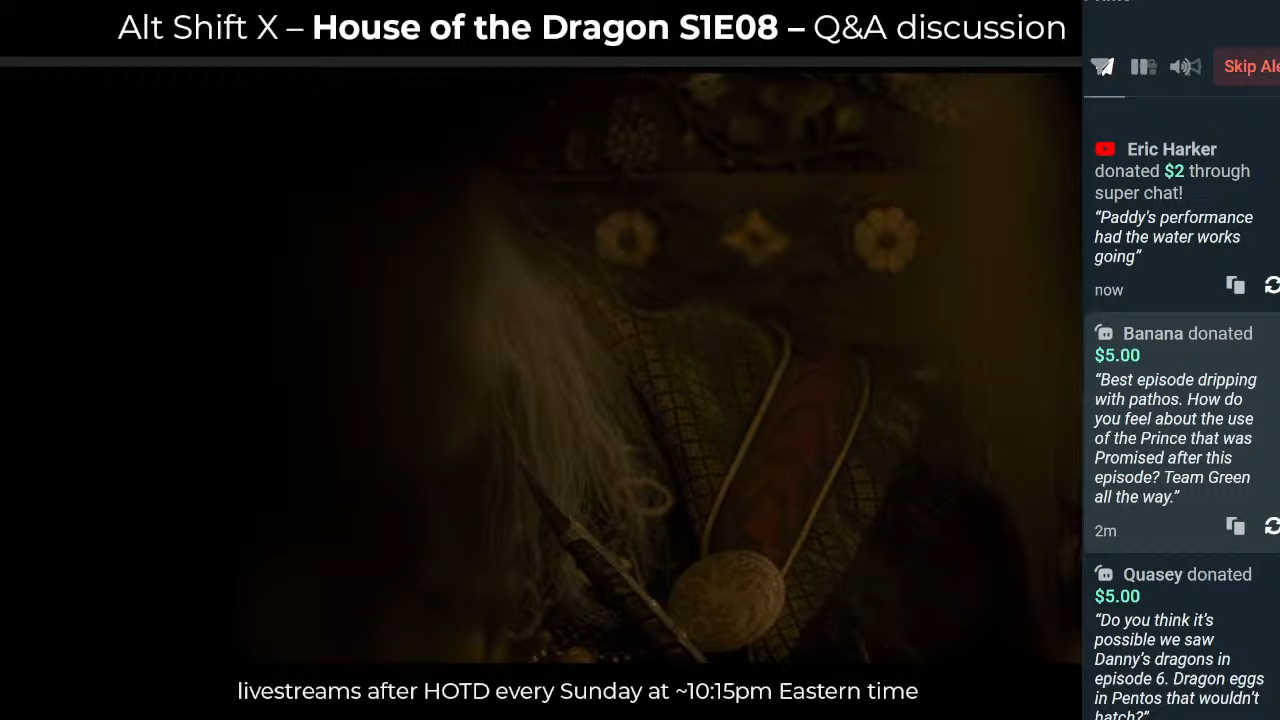 Alt Shift X – House of the Dragon S1E08 – Q&A discussion
Skip Ale
Eric Harker
donated $2 through
super chat!
“Paddy's performance
had the water works
going”
now
Banana donated
$5.00
“Best episode dripping
with pathos. How do
you feel about the use
of the Prince that was
Promised after this
episode? Team Green
all the way.”
2m
Quasey donated
$5.00
“Do you think it's
possible we saw
Danny's dragons in
episode 6. Dragon eggs
in Pentos that wouldn't
hatch?”
livestreams after HOTD every Sunday at ~10:15pm Eastern time